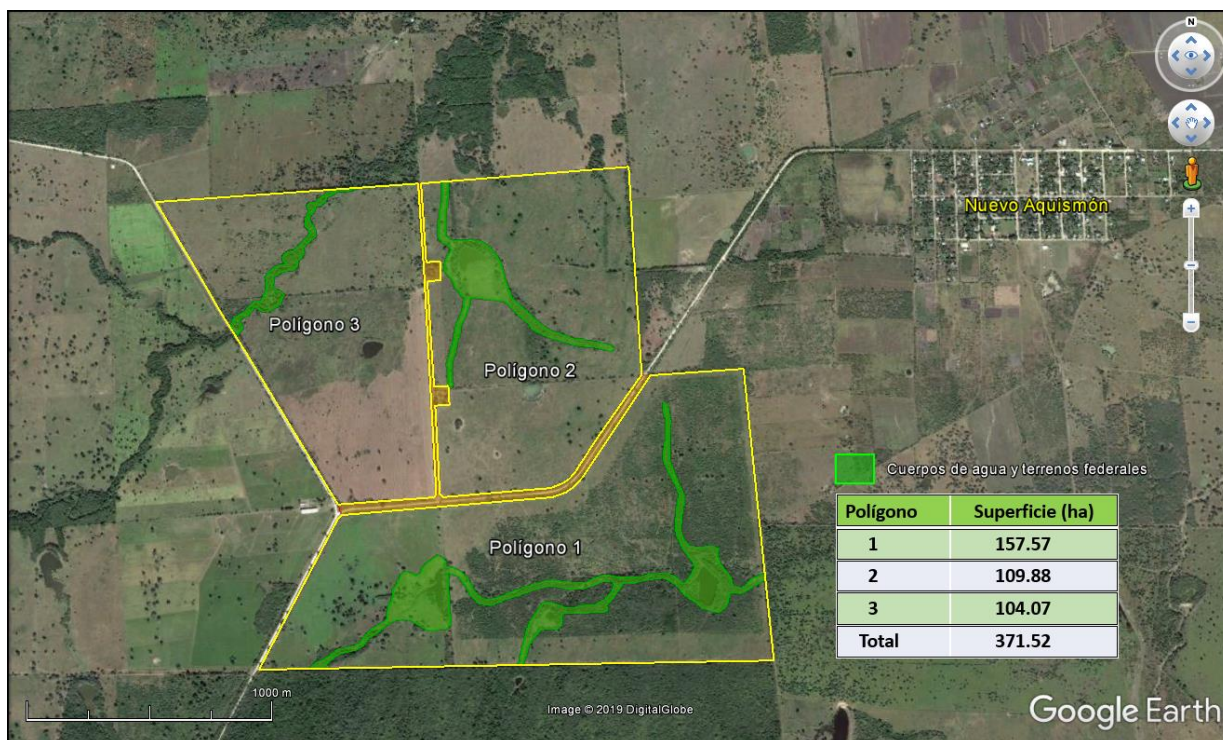 N
Nuevo Aquismón
Polígono 3
Polígono 2
Polígono 1
Cuerpos de agua y terrenos federales
Polígono Superficie (ha)
1 157.57
2 109.88
3 104.07
Total 371.52
1000 m
Image © 2019 DigitalGlobe
Google Earth